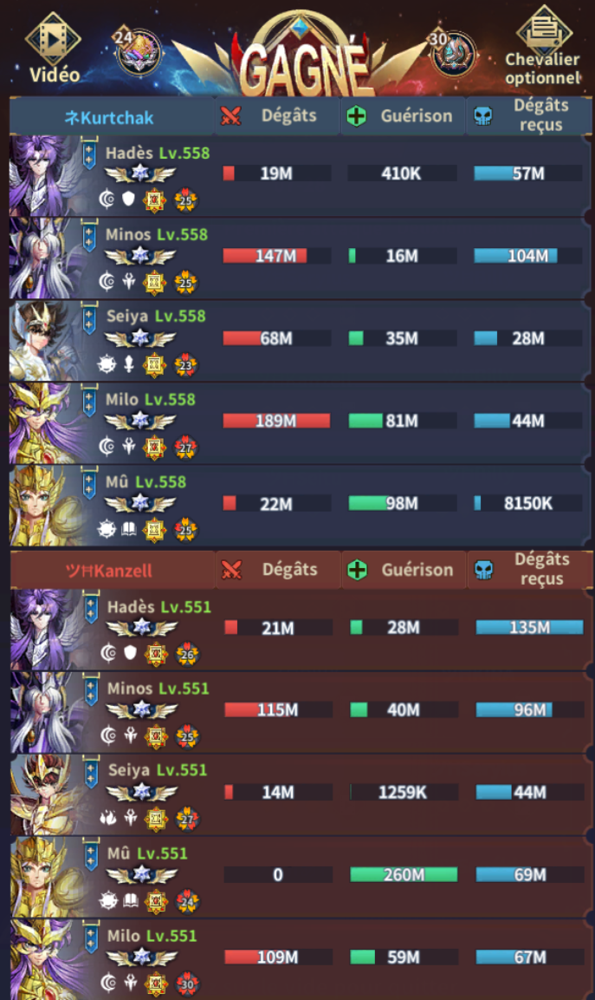 24
30
GAGNÉ
Vidéo
Chevalier
optionnel
ネKurtchak
Dégâts
Guérison
Dégâts
reçus
Hadès Lv.558
19M
410K
57M
25
Minos Lv.558
147M
16M
104M
25
Seiya Lv.558
68M
35M
28M
23
Milo Lv.558
189M
81M
44M
27
Mû Lv.558
22M
98M
8150K
25
ツ开Kanzell
Dégâts
Guérison
Dégâts
reçus
Hadès Lv.551
21M
28M
135M
26
Minos Lv.551
115M
40M
96M
25
Seiya Lv.551
14M
1259K
44M
27
Mû Lv.551
0
260M
69M
24
Milo Lv.551
109M
59M
67M
30